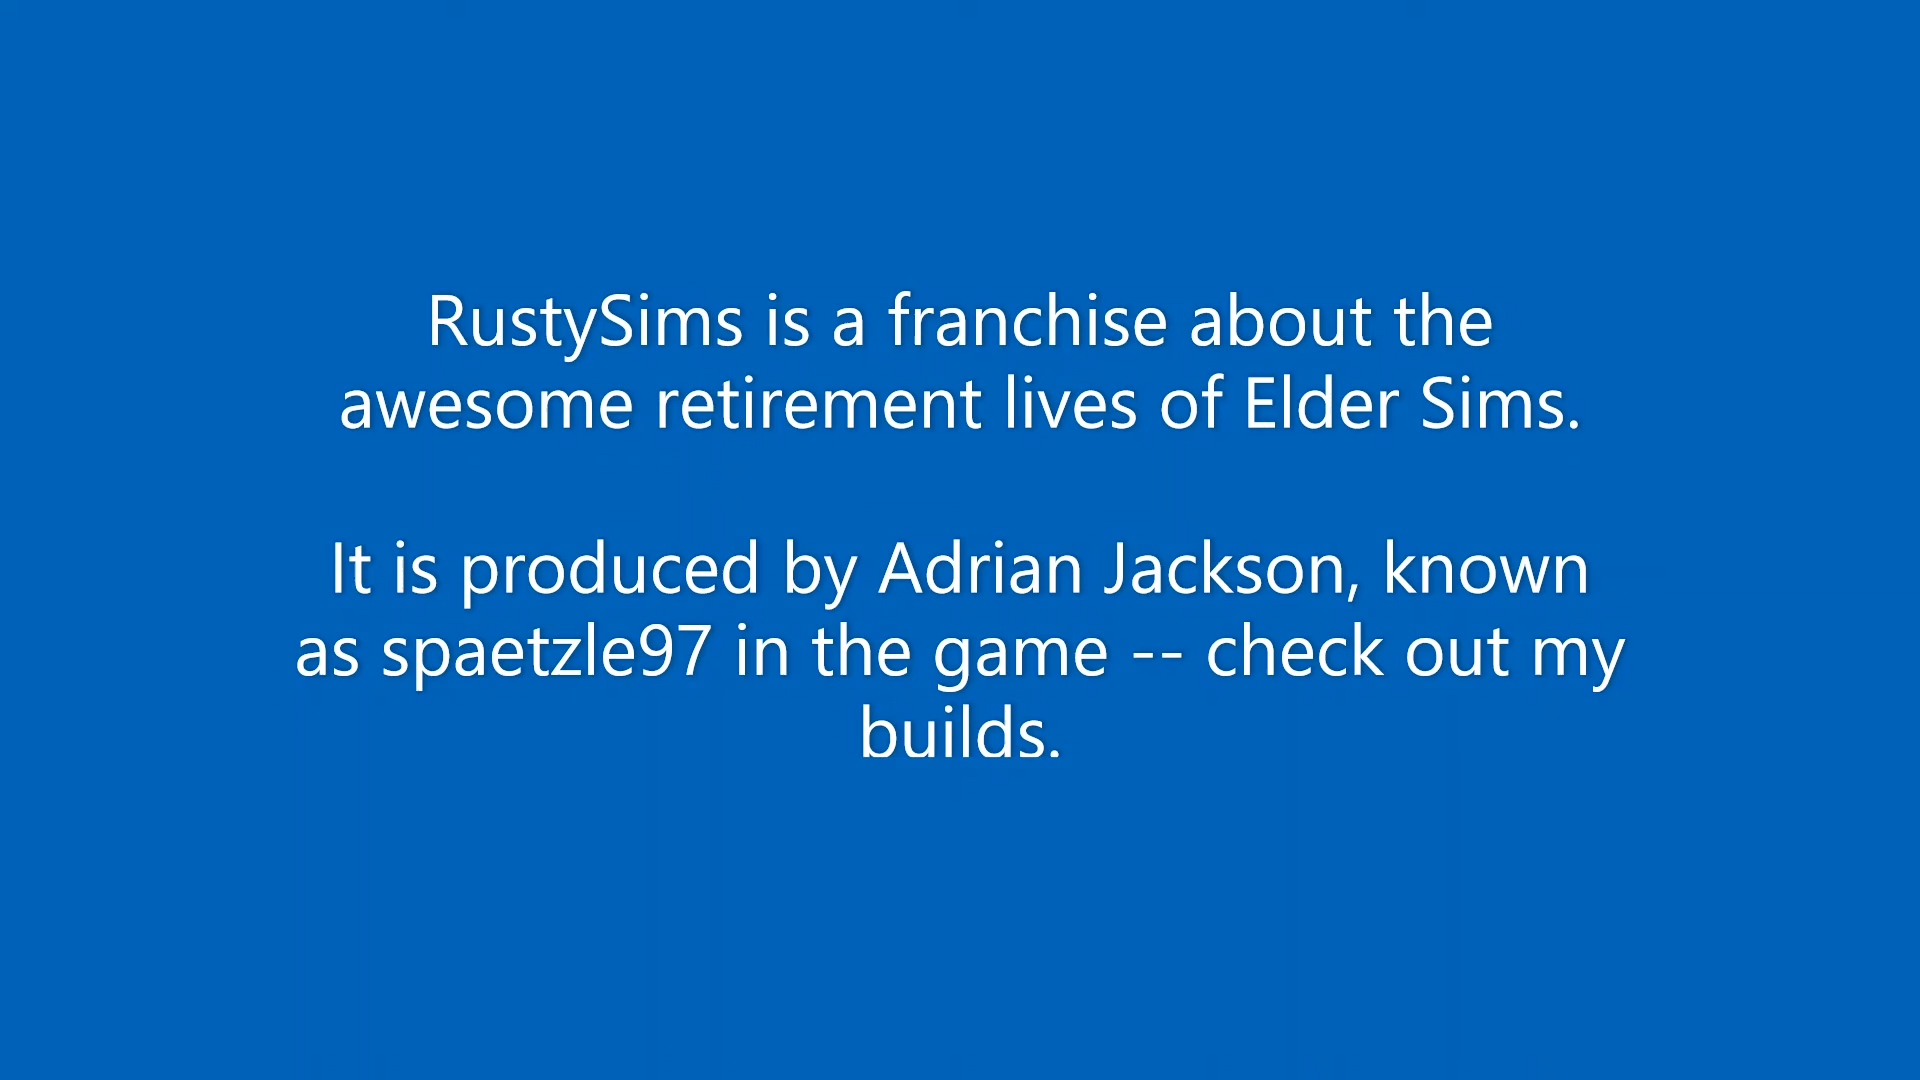 RustySims is a franchise about the
awesome retirement lives of Elder Sims.
It is produced by Adrian Jackson, known
as spaetzle97 in the game -- check out my
builds.